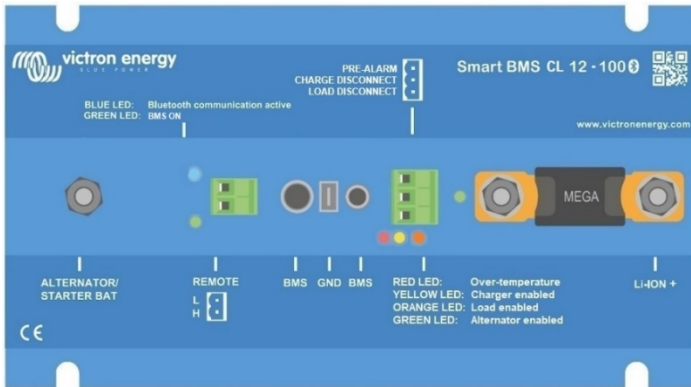 victron energy
BLUE POWER
PRE-ALARM
CHARGE DISCONNECT
LOAD DISCONNECT
Smart BMS CL 12 - 100
BLUE LED: Bluetooth communication active
GREEN LED: BMS ON
www.victronenergy.com
MEGA
ALTERNATOR/
STARTER BAT
REMOTE
L
H
BMS
GND
BMS
RED LED: Over-temperature
YELLOW LED: Charger enabled
ORANGE LED: Load enabled
GREEN LED: Alternator enabled
Li-ION +
CE